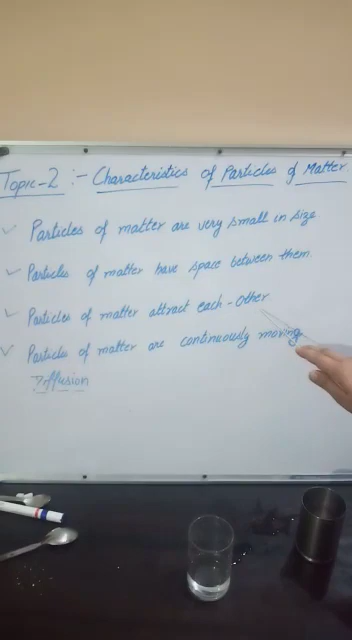 Topic-2 :- Characteristics of Particles of Matter.
Particles of matter are very small in size
Particles of matter have space between them.
Particles of matter attract each-other
Particles of matter are continuously moving
Diffusion